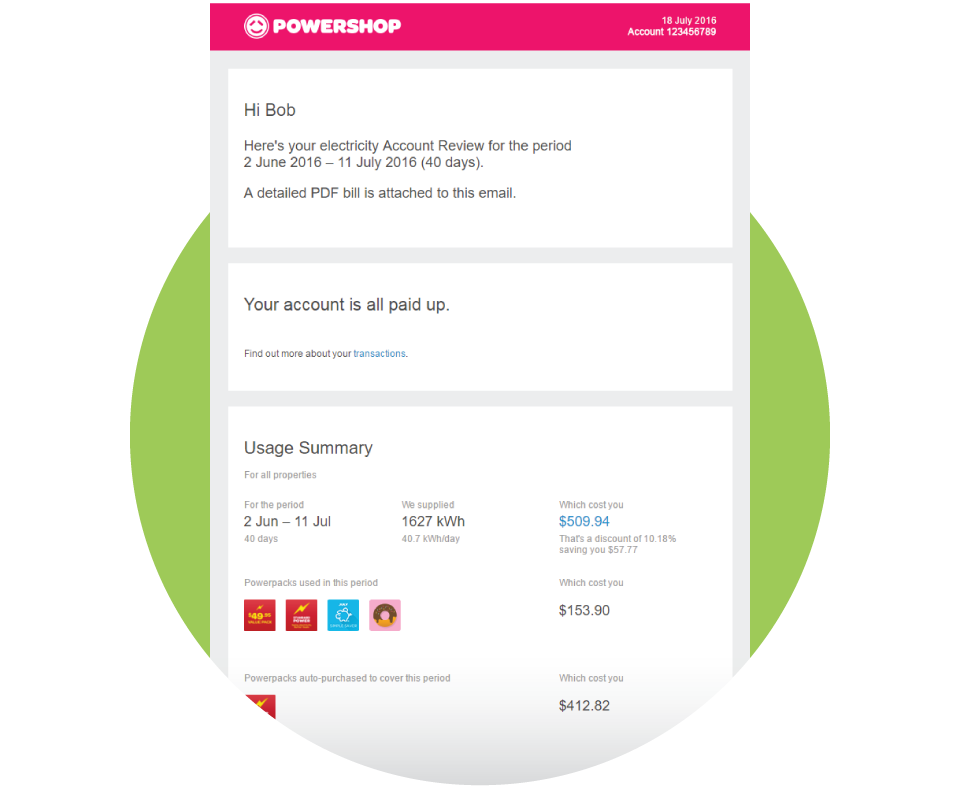 POWERSHOP
18 July 2016
Account 123456789
Hi Bob
Here's your electricity Account Review for the period
2 June 2016 – 11 July 2016 (40 days).
A detailed PDF bill is attached to this email.
Your account is all paid up.
Find out more about your transactions.
Usage Summary
For all properties
For the period
We supplied
Which cost you
2 Jun – 11 Jul
1627 kWh
$509.94
40 days
40.7 kWh/day
That's a discount of 10.18%
saving you $57.77
Powerpacks used in this period
Which cost you
$49
VALUE PACK
POWER
$153.90
Powerpacks auto-purchased to cover this period
Which cost you
$412.82